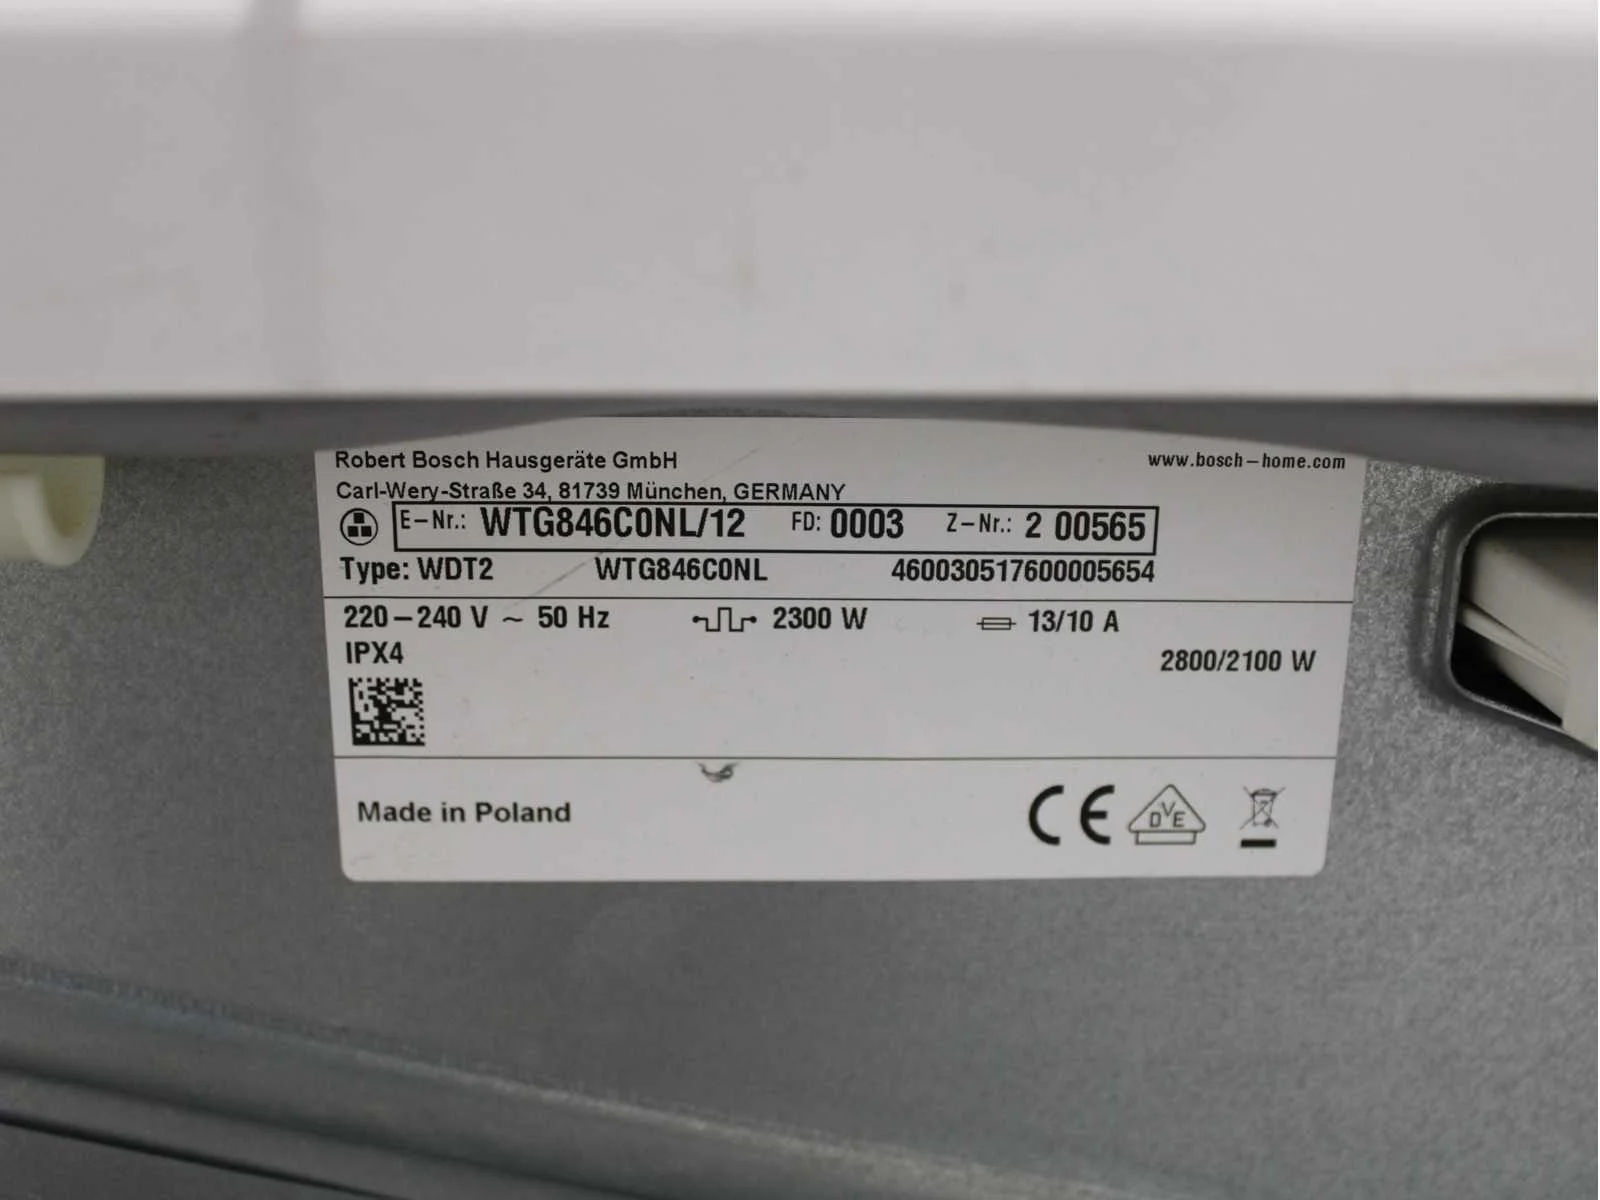 Robert Bosch Hausgeräte GmbH www.bosch-home.com
Carl-Wery-Straße 34, 81739 München, GERMANY
E-Nr.: WTG846C0NL/12 FD: 0003 Z-Nr.: 2 00565
Type: WDT2 WTG846C0NL 460030517600005654
220-240 V ~ 50 Hz 2300 W 13/10 A
IPX4 2800/2100 W
Made in Poland CE DVE